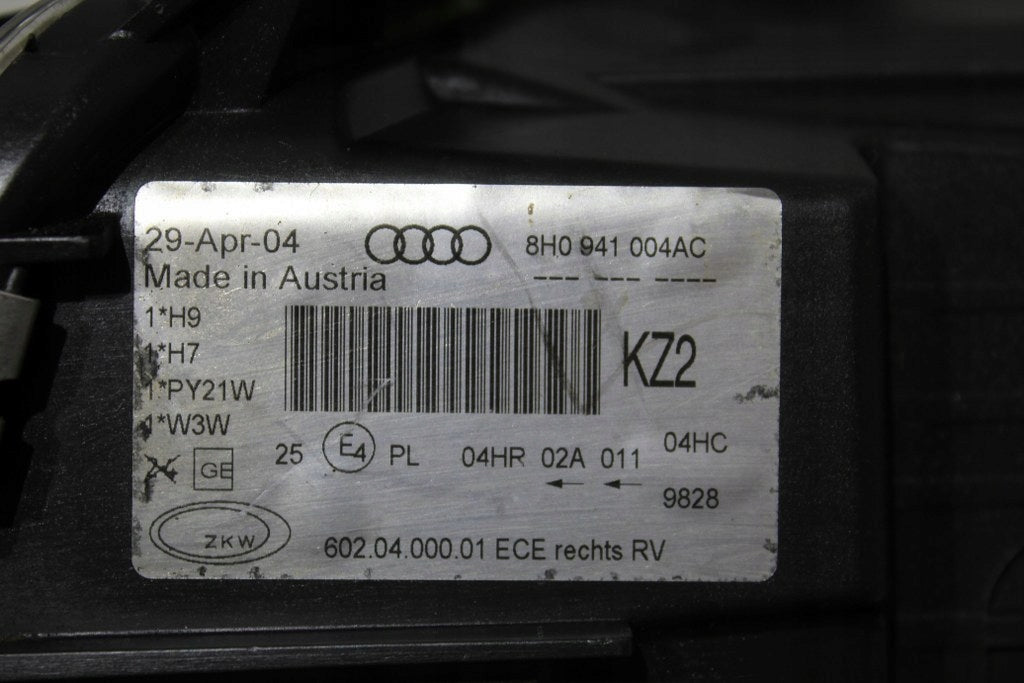 29-Apr-04 8H0 941 004AC
Made in Austria --- --- ----
1*H9
1*H7
1*PY21W
1*W3W
KZ2
24 GE 25 E4 PL 04HR 02A 011 04HC
← ← 9828
ZKW 602.04.000.01 ECE rechts RV